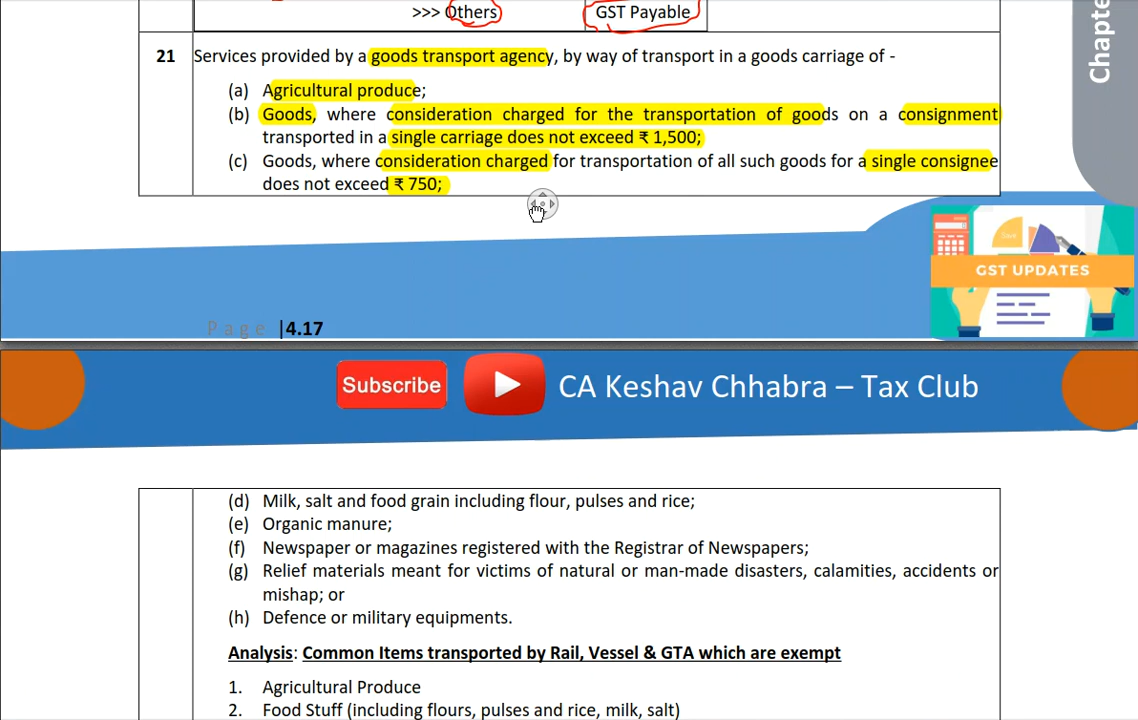 >>> Others GST Payable
Chapte
21 Services provided by a goods transport agency, by way of transport in a goods carriage of -
(a) Agricultural produce;
(b) Goods, where consideration charged for the transportation of goods on a consignment
transported in a single carriage does not exceed ₹ 1,500;
(c) Goods, where consideration charged for transportation of all such goods for a single consignee
does not exceed ₹ 750;
GST UPDATES
Page |4.17
Subscribe CA Keshav Chhabra – Tax Club
(d) Milk, salt and food grain including flour, pulses and rice;
(e) Organic manure;
(f) Newspaper or magazines registered with the Registrar of Newspapers;
(g) Relief materials meant for victims of natural or man-made disasters, calamities, accidents or
mishap; or
(h) Defence or military equipments.
Analysis: Common Items transported by Rail, Vessel & GTA which are exempt
1. Agricultural Produce
2. Food Stuff (including flours, pulses and rice, milk, salt)